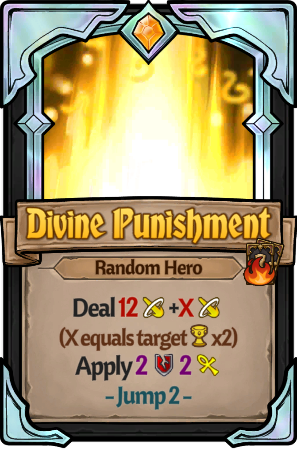 Divine Punishment
Random Hero
Deal 12 +X
(X equals target x2)
Apply 2 2
- Jump 2 -